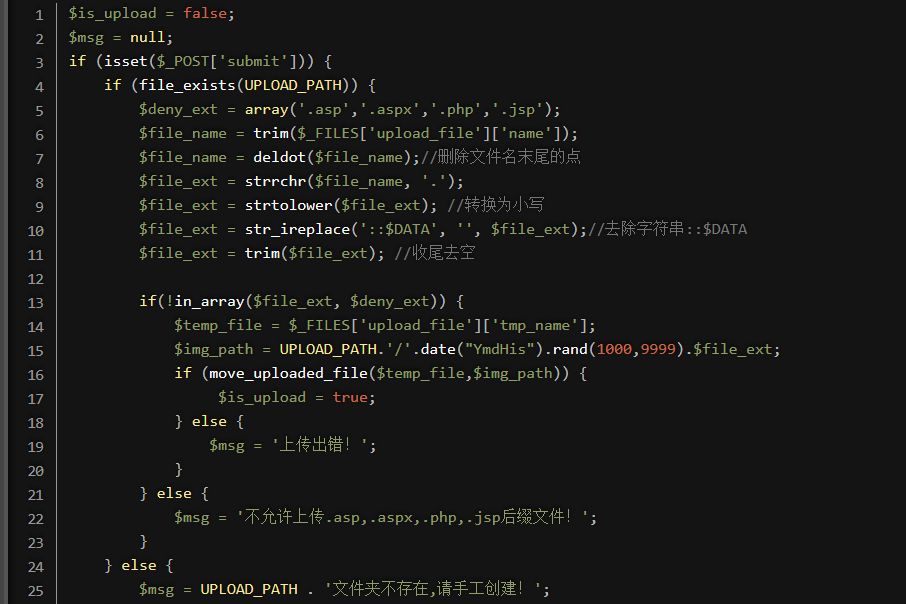 1 $is_upload = false;
2 $msg = null;
3 if (isset($_POST['submit'])) {
4     if (file_exists(UPLOAD_PATH)) {
5         $deny_ext = array('.asp','.aspx','.php','.jsp');
6         $file_name = trim($_FILES['upload_file']['name']);
7         $file_name = deldot($file_name);//删除文件名末尾的点
8         $file_ext = strrchr($file_name, '.');
9         $file_ext = strtolower($file_ext); //转换为小写
10         $file_ext = str_ireplace('::$DATA', '', $file_ext);//去除字符串::$DATA
11         $file_ext = trim($file_ext); //收尾去空
12
13         if(!in_array($file_ext, $deny_ext)) {
14             $temp_file = $_FILES['upload_file']['tmp_name'];
15             $img_path = UPLOAD_PATH.'/'.date("YmdHis").rand(1000,9999).$file_ext;
16             if (move_uploaded_file($temp_file,$img_path)) {
17                  $is_upload = true;
18             } else {
19                 $msg = '上传出错！';
20             }
21         } else {
22             $msg = '不允许上传.asp,.aspx,.php,.jsp后缀文件！';
23         }
24     } else {
25         $msg = UPLOAD_PATH . '文件夹不存在,请手工创建！';